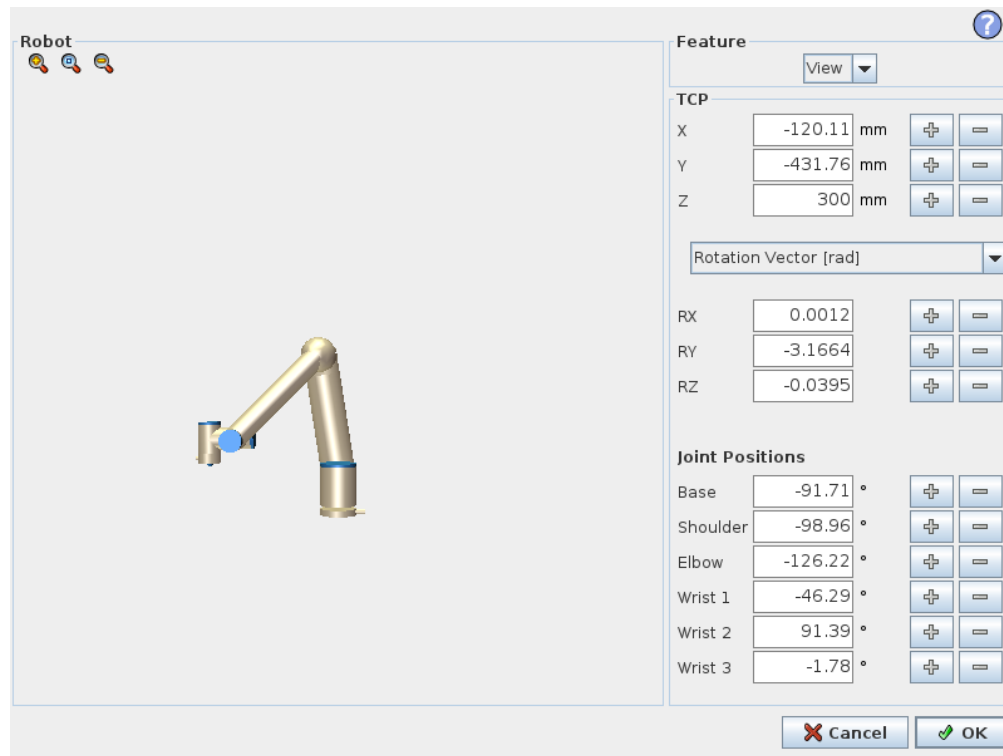 ?
Robot
Feature
View
TCP
X -120.11 mm
Y -431.76 mm
Z 300 mm
Rotation Vector [rad]
RX 0.0012
RY -3.1664
RZ -0.0395
Joint Positions
Base -91.71 °
Shoulder -98.96 °
Elbow -126.22 °
Wrist 1 -46.29 °
Wrist 2 91.39 °
Wrist 3 -1.78 °
Cancel OK